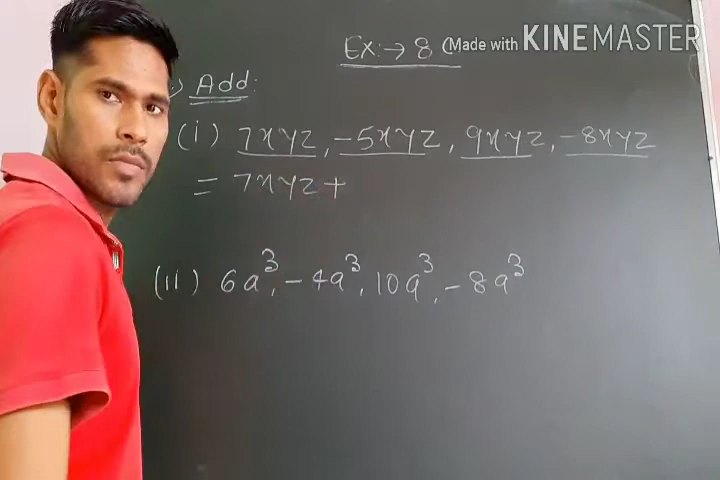 Ex:→ 8 (Made with KINEMASTER
) Add:
(i) 7xyz, -5xyz, 9xyz, -8xyz
= 7xyz +
(ii) 6a³, -4a³, 10a³, -8a³